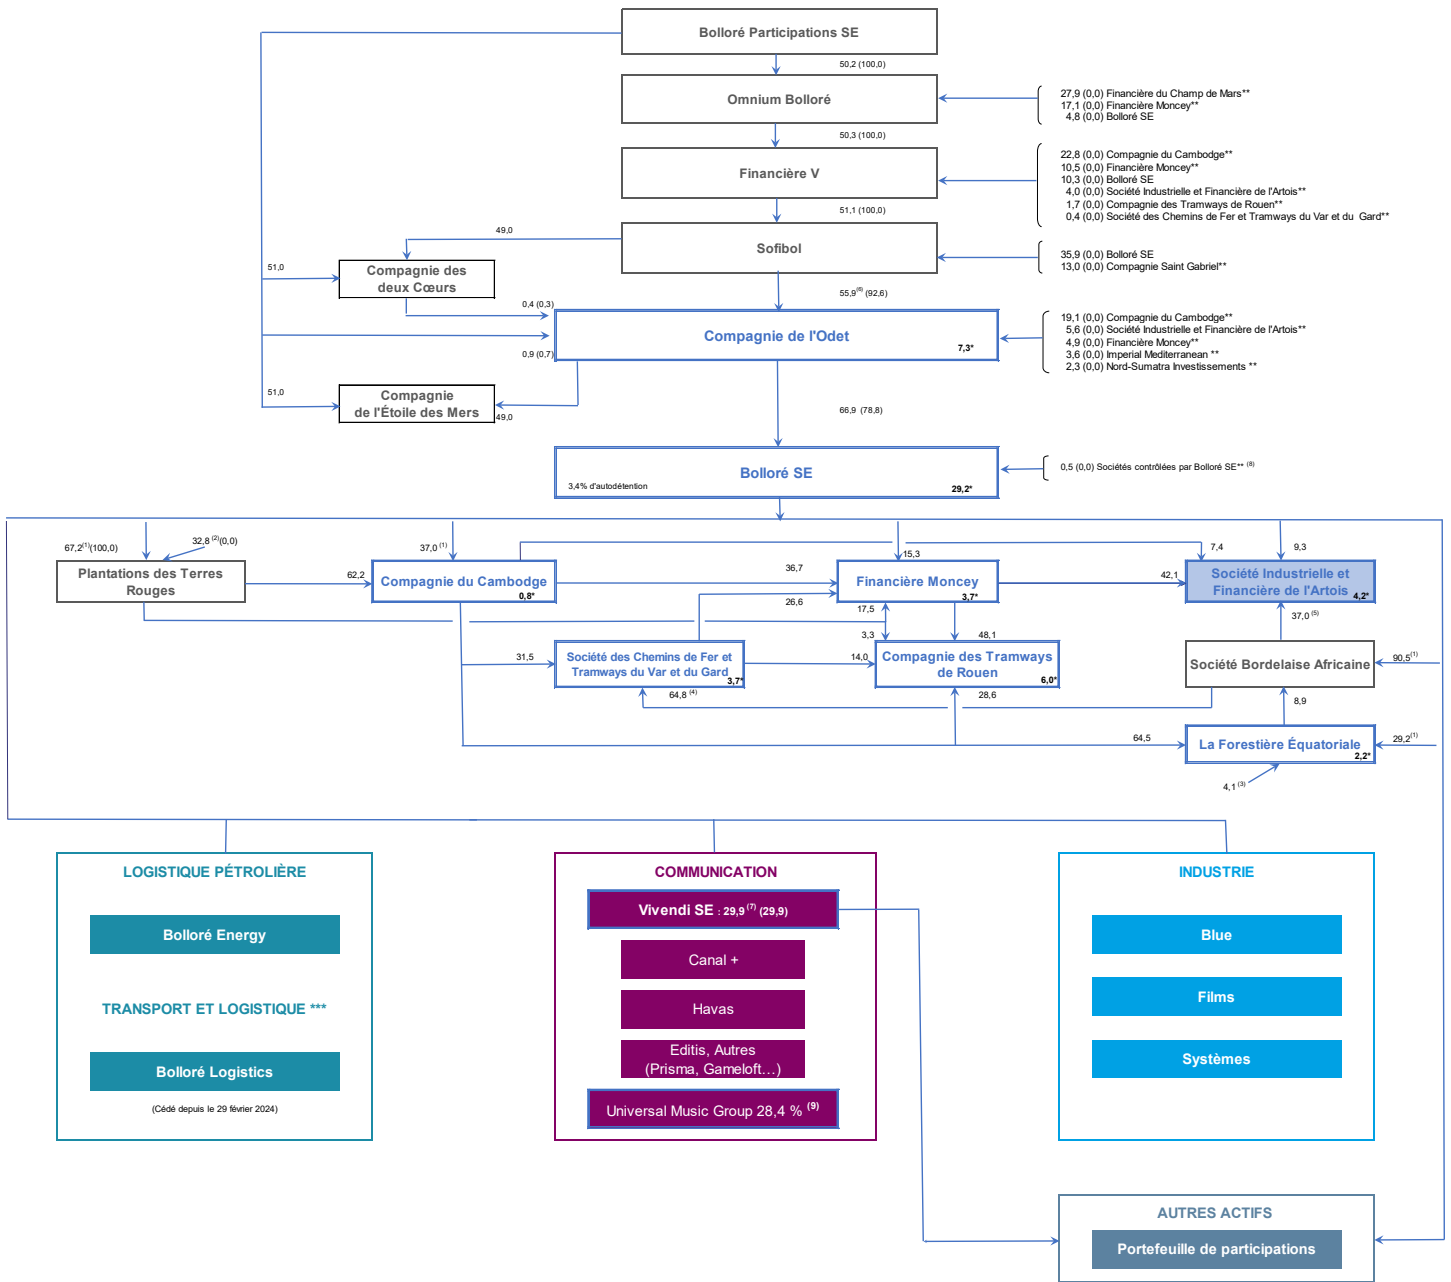 Bolloré Participations SE
50,2 (100,0)
Omnium Bolloré
27,9 (0,0) Financière du Champ de Mars**
17,1 (0,0) Financière Moncey**
4,8 (0,0) Bolloré SE
50,3 (100,0)
Financière V
22,8 (0,0) Compagnie du Cambodge**
10,5 (0,0) Financière Moncey**
10,3 (0,0) Bolloré SE
4,0 (0,0) Société Industrielle et Financière de l'Artois**
1,7 (0,0) Compagnie des Tramways de Rouen**
0,4 (0,0) Société des Chemins de Fer et Tramways du Var et du Gard**
51,1 (100,0)
49,0
Sofibol
35,9 (0,0) Bolloré SE
13,0 (0,0) Compagnie Saint Gabriel**
51,0
Compagnie des
deux Cœurs
55,9(6) (92,6)
0,4 (0,3)
Compagnie de l'Odet
7,3*
0,9 (0,7)
19,1 (0,0) Compagnie du Cambodge**
5,6 (0,0) Société Industrielle et Financière de l'Artois**
4,9 (0,0) Financière Moncey**
3,6 (0,0) Imperial Mediterranean **
2,3 (0,0) Nord-Sumatra Investissements **
51,0
Compagnie
de l'Étoile des Mers
49,0
66,9 (78,8)
Bolloré SE
3,4% d'autodétention
29,2*
0,5 (0,0) Sociétés contrôlées par Bolloré SE** (8)
67,2(1)(100,0)
32,8 (2)(0,0)
37,0 (1)
15,3
7,4
9,3
Plantations des Terres
Rouges
62,2
Compagnie du Cambodge
0,8*
36,7
Financière Moncey
3,7*
42,1
Société Industrielle et
Financière de l'Artois
4,2*
26,6
17,5
37,0 (5)
3,3
48,1
31,5
Société des Chemins de Fer et
Tramways du Var et du Gard
3,7*
14,0
Compagnie des Tramways
de Rouen
6,0*
Société Bordelaise Africaine
90,5(1)
64,8 (4)
28,6
8,9
64,5
La Forestière Équatoriale
2,2*
29,2(1)
4,1 (3)
LOGISTIQUE PÉTROLIÈRE
Bolloré Energy
TRANSPORT ET LOGISTIQUE ***
Bolloré Logistics
(Cédé depuis le 29 février 2024)
COMMUNICATION
Vivendi SE : 29,9 (7) (29,9)
Canal +
Havas
Editis, Autres
(Prisma, Gameloft…)
Universal Music Group 28,4 % (9)
INDUSTRIE
Blue
Films
Systèmes
AUTRES ACTIFS
Portefeuille de participations